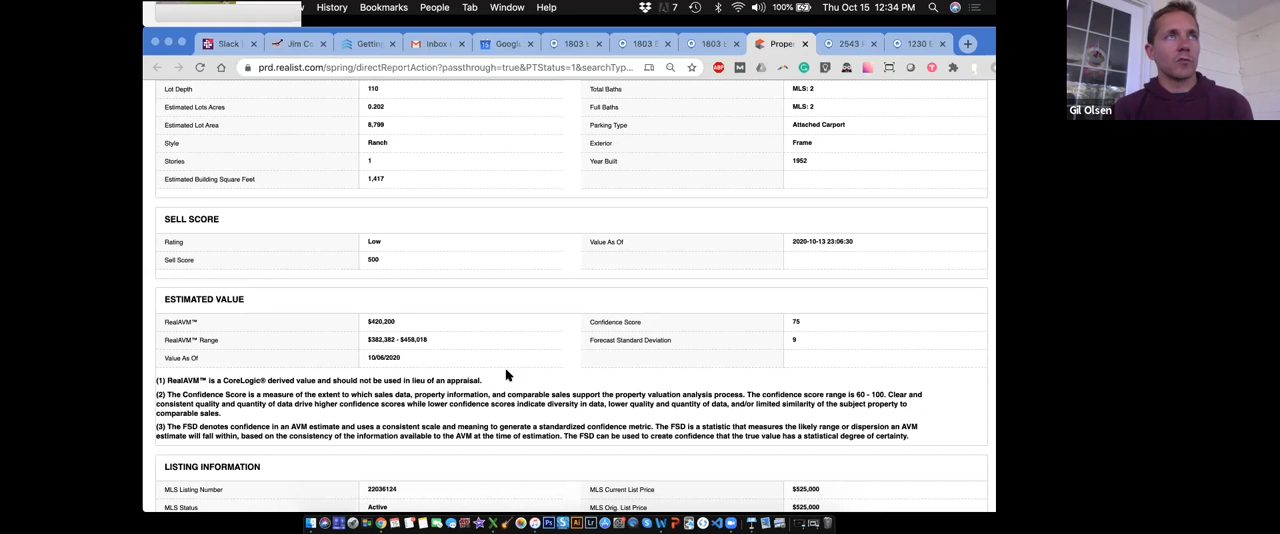 History Bookmarks People Tab Window Help
7 100% Thu Oct 15 12:34 PM
Slack Jim Co Getting Inbox Google 1803 1803 1803 Prope 2543 1230
prd.realist.com/spring/directReportAction?passthrough=true&PTStatus=1&searchTyp...
Gil Olsen
Lot Depth 110 Total Baths MLS: 2
Estimated Lots Acres 0.202 Full Baths MLS: 2
Estimated Lot Area 8,799 Parking Type Attached Carport
Style Ranch Exterior Frame
Stories 1 Year Built 1952
Estimated Building Square Feet 1,417
SELL SCORE
Rating Low Value As Of 2020-10-13 23:06:30
Sell Score 500
ESTIMATED VALUE
RealAVM™ $420,200 Confidence Score 75
RealAVM™ Range $382,382 - $458,018 Forecast Standard Deviation 9
Value As Of 10/06/2020
(1) RealAVM™ is a CoreLogic® derived value and should not be used in lieu of an appraisal.
(2) The Confidence Score is a measure of the extent to which sales data, property information, and comparable sales support the property valuation analysis process. The confidence score range is 60 - 100. Clear and
consistent quality and quantity of data drive higher confidence scores while lower confidence scores indicate diversity in data, lower quality and quantity of data, and/or limited similarity of the subject property to
comparable sales.
(3) The FSD denotes confidence in an AVM estimate and uses a consistent scale and meaning to generate a standardized confidence metric. The FSD is a statistic that measures the likely range or dispersion an AVM
estimate will fall within, based on the consistency of the information available to the AVM at the time of estimation. The FSD can be used to create confidence that the true value has a statistical degree of certainty.
LISTING INFORMATION
MLS Listing Number 22036124 MLS Current List Price $525,000
MLS Status Active MLS Orig. List Price $525,000